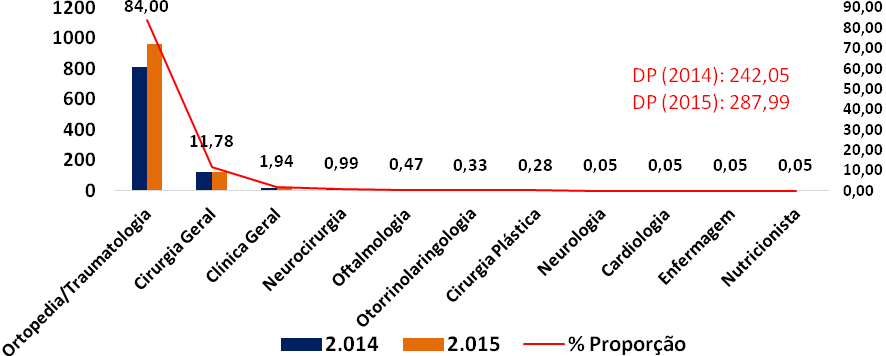 1200
1000
800
600
400
200
0
84,00
11,78
1,94
0,99
0,47
0,33
0,28
0,05
0,05
0,05
0,05
DP (2014): 242,05
DP (2015): 287,99
90,00
80,00
70,00
60,00
50,00
40,00
30,00
20,00
10,00
0,00
Ortopedia/Traumatologia
Cirurgia Geral
Clínica Geral
Neurocirurgia
Oftalmologia
Otorrinolaringologia
Cirurgia Plástica
Neurologia
Cardiologia
Enfermagem
Nutricionista
2.014
2.015
% Proporção